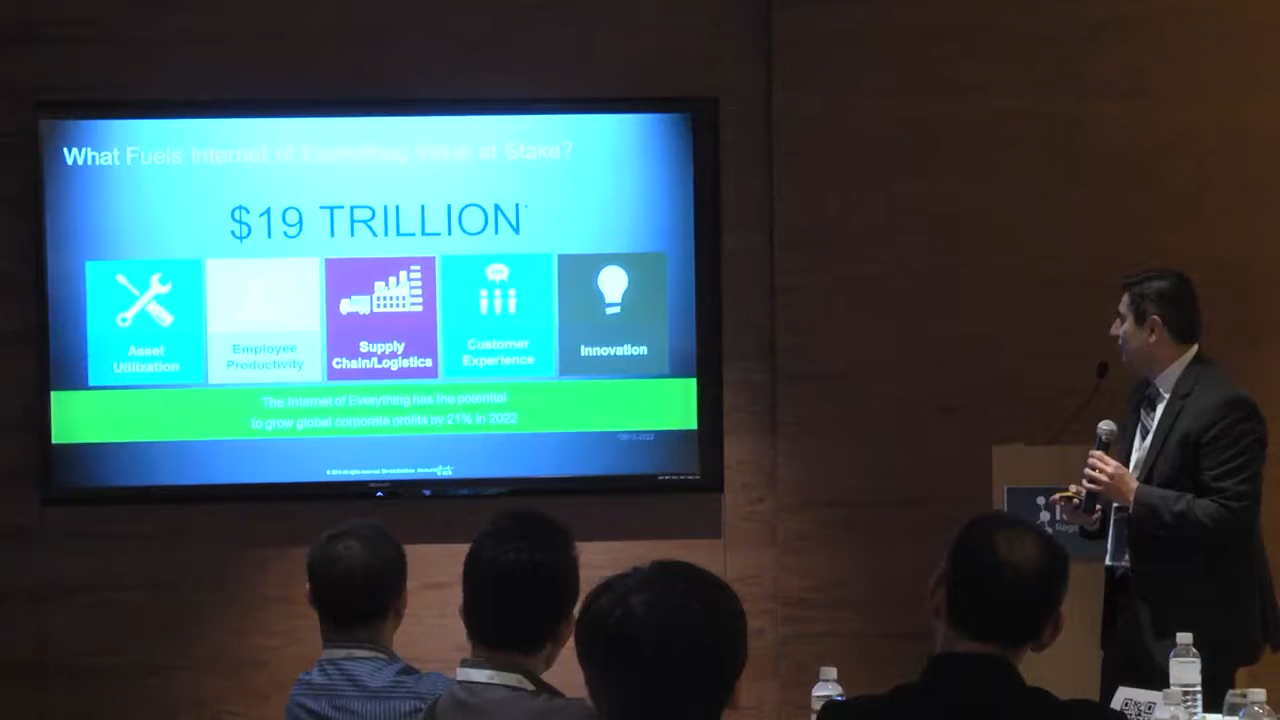 What Fuels Internet of Everything Value at Stake?
$19 TRILLION*
Asset
Utilization
Employee
Productivity
Supply
Chain/Logistics
Customer
Experience
Innovation
The Internet of Everything has the potential
to grow global corporate profits by 21% in 2022